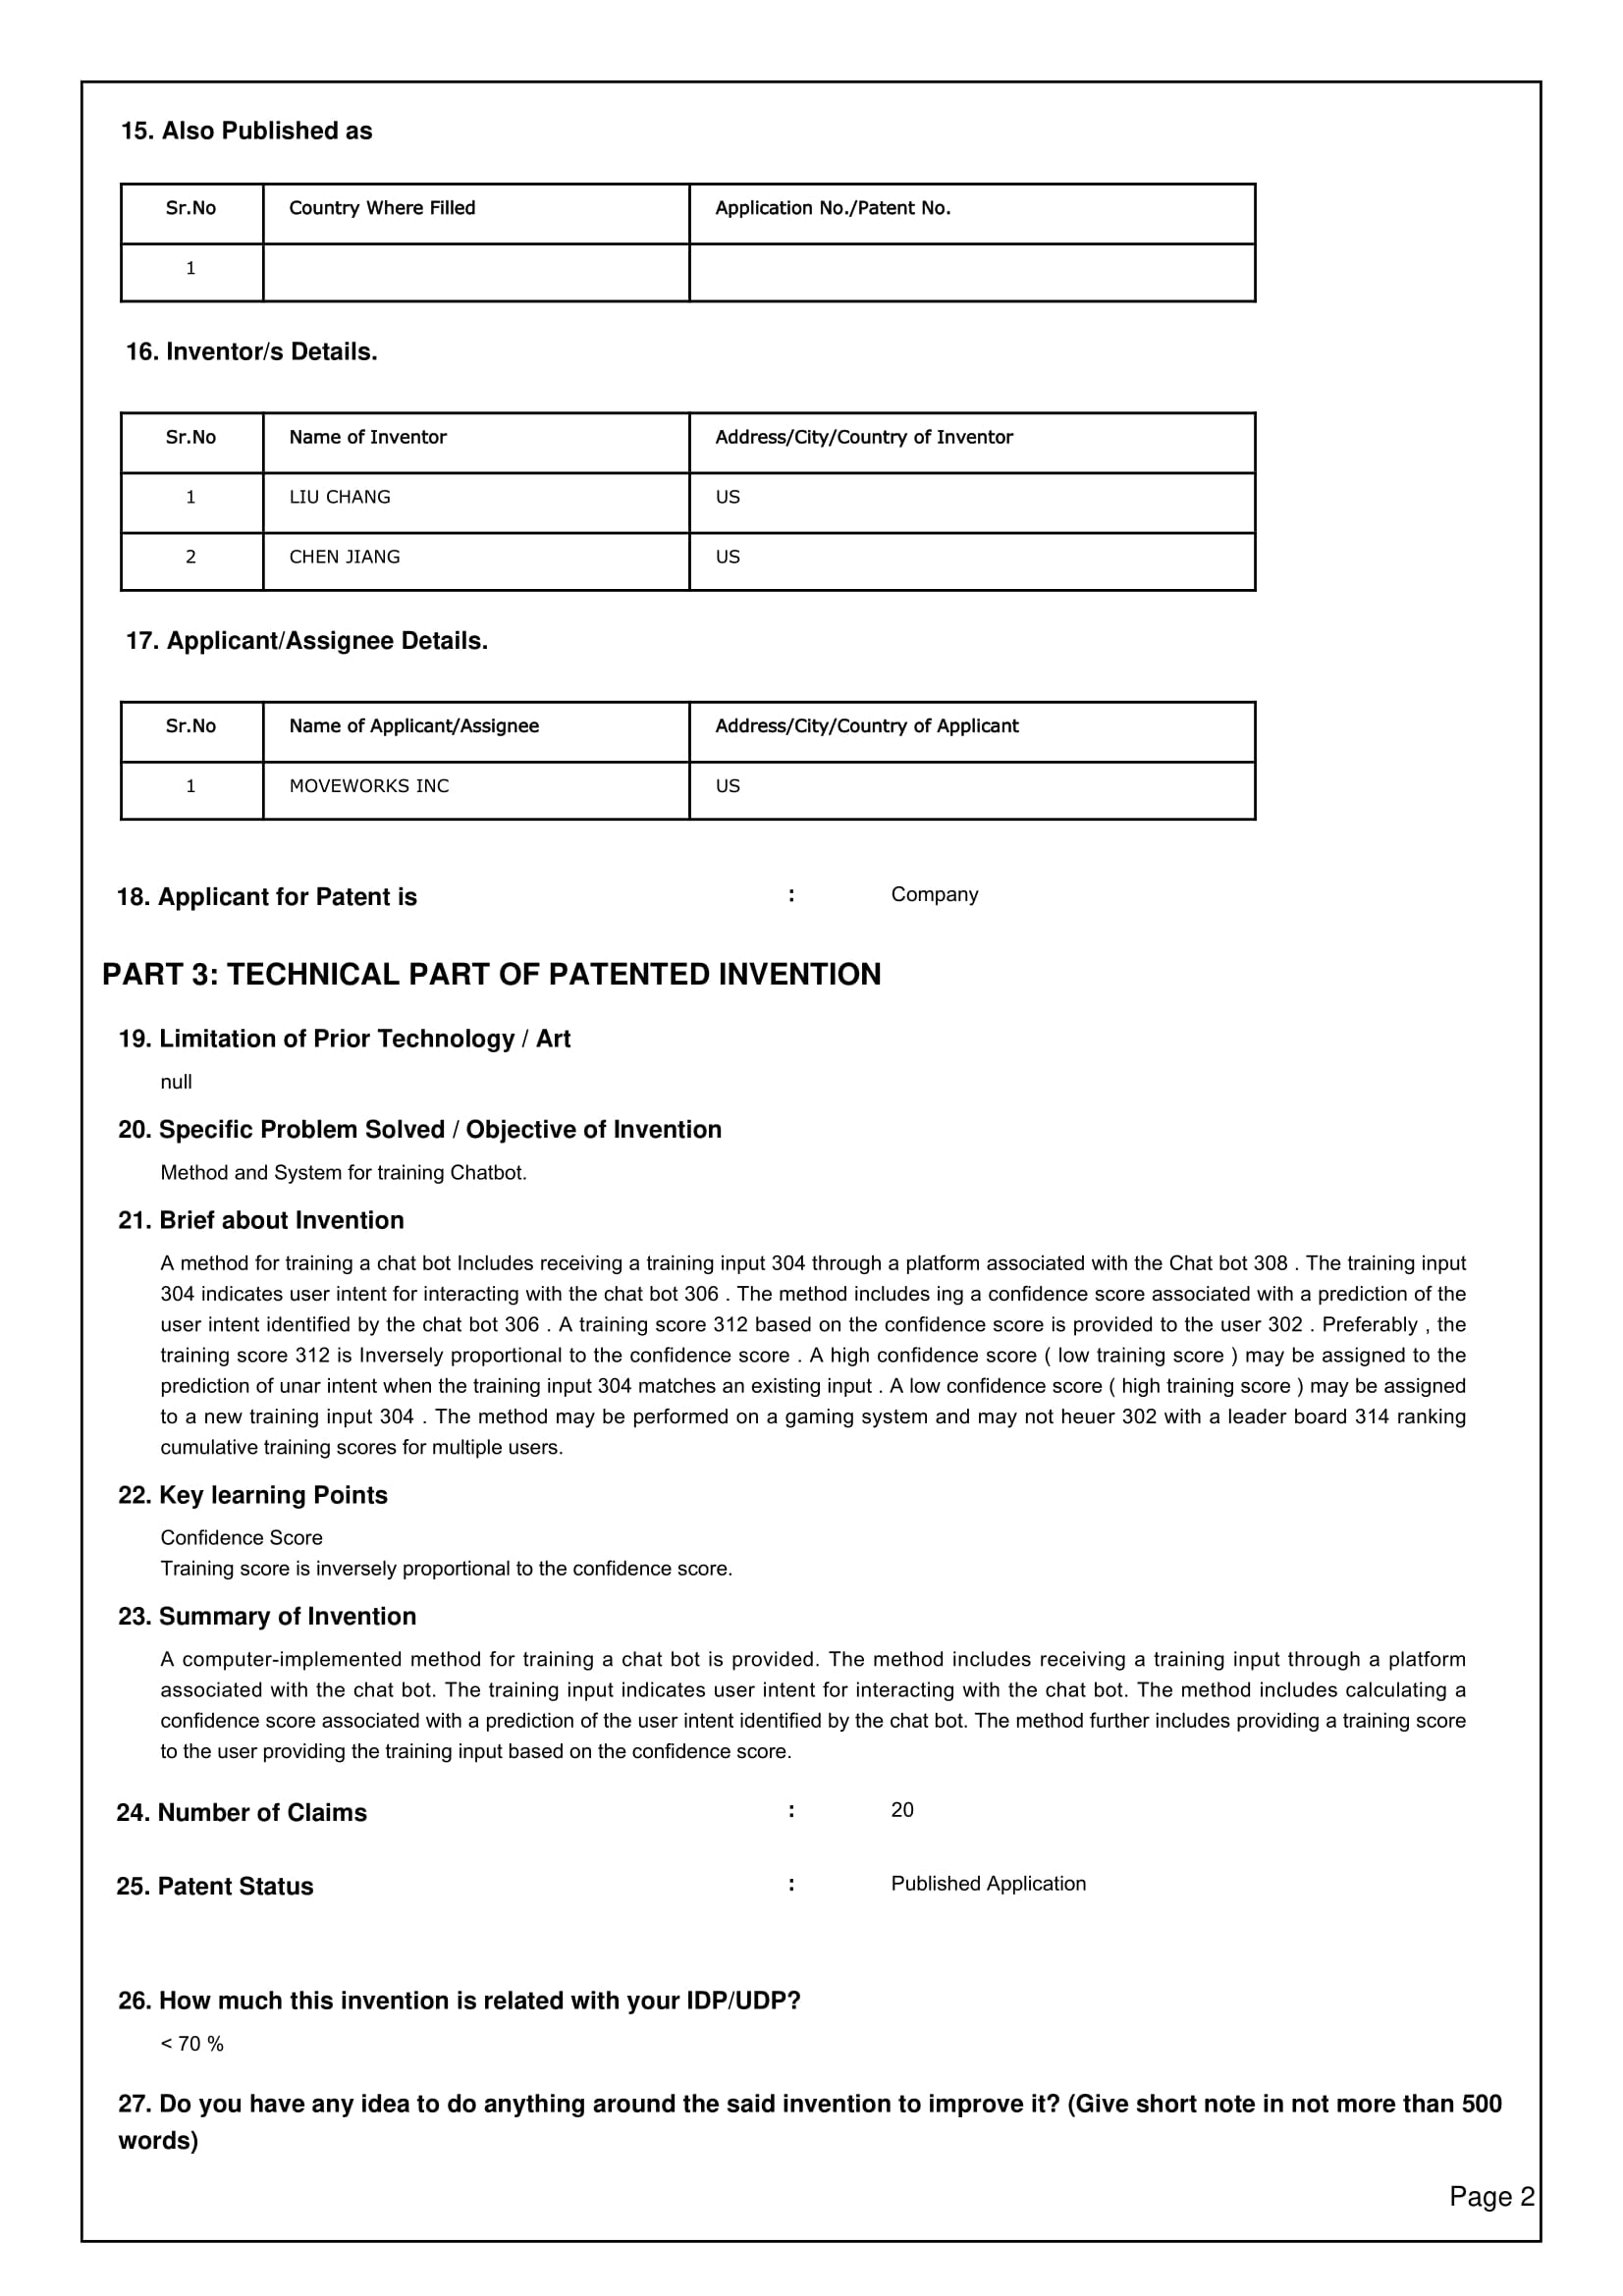 15. Also Published as
Sr.No Country Where Filled Application No./Patent No.
1
16. Inventor/s Details.
Sr.No Name of Inventor Address/City/Country of Inventor
1 LIU CHANG US
2 CHEN JIANG US
17. Applicant/Assignee Details.
Sr.No Name of Applicant/Assignee Address/City/Country of Applicant
1 MOVEWORKS INC US
18. Applicant for Patent is : Company
PART 3: TECHNICAL PART OF PATENTED INVENTION
19. Limitation of Prior Technology / Art
null
20. Specific Problem Solved / Objective of Invention
Method and System for training Chatbot.
21. Brief about Invention
A method for training a chat bot Includes receiving a training input 304 through a platform associated with the Chat bot 308 . The training input
304 indicates user intent for interacting with the chat bot 306 . The method includes ing a confidence score associated with a prediction of the
user intent identified by the chat bot 306 . A training score 312 based on the confidence score is provided to the user 302 . Preferably , the
training score 312 is Inversely proportional to the confidence score . A high confidence score ( low training score ) may be assigned to the
prediction of unar intent when the training input 304 matches an existing input . A low confidence score ( high training score ) may be assigned
to a new training input 304 . The method may be performed on a gaming system and may not heuer 302 with a leader board 314 ranking
cumulative training scores for multiple users.
22. Key learning Points
Confidence Score
Training score is inversely proportional to the confidence score.
23. Summary of Invention
A computer-implemented method for training a chat bot is provided. The method includes receiving a training input through a platform
associated with the chat bot. The training input indicates user intent for interacting with the chat bot. The method includes calculating a
confidence score associated with a prediction of the user intent identified by the chat bot. The method further includes providing a training score
to the user providing the training input based on the confidence score.
24. Number of Claims : 20
25. Patent Status : Published Application
26. How much this invention is related with your IDP/UDP?
< 70 %
27. Do you have any idea to do anything around the said invention to improve it? (Give short note in not more than 500
words)
Page 2